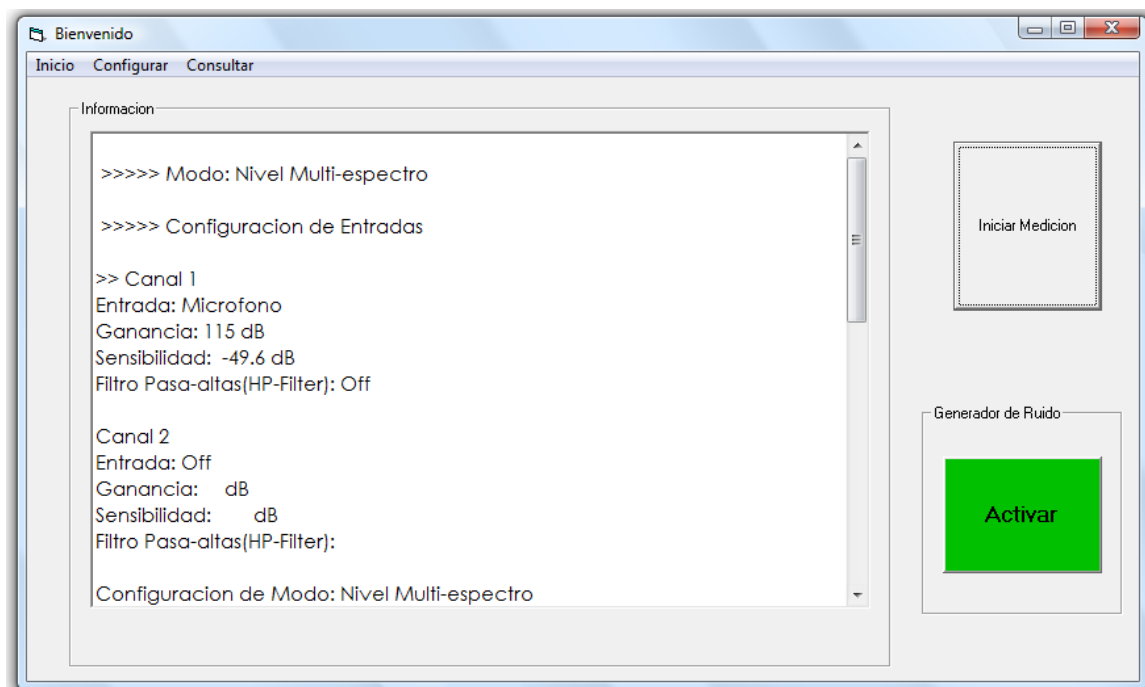 Bienvenido
Inicio Configurar Consultar
Informacion
>>>>> Modo: Nivel Multi-espectro
>>>>> Configuracion de Entradas
>> Canal 1
Entrada: Microfono
Ganancia: 115 dB
Sensibilidad: -49.6 dB
Filtro Pasa-altas(HP-Filter): Off
Canal 2
Entrada: Off
Ganancia: dB
Sensibilidad: dB
Filtro Pasa-altas(HP-Filter):
Configuracion de Modo: Nivel Multi-espectro
Iniciar Medicion
Generador de Ruido
Activar